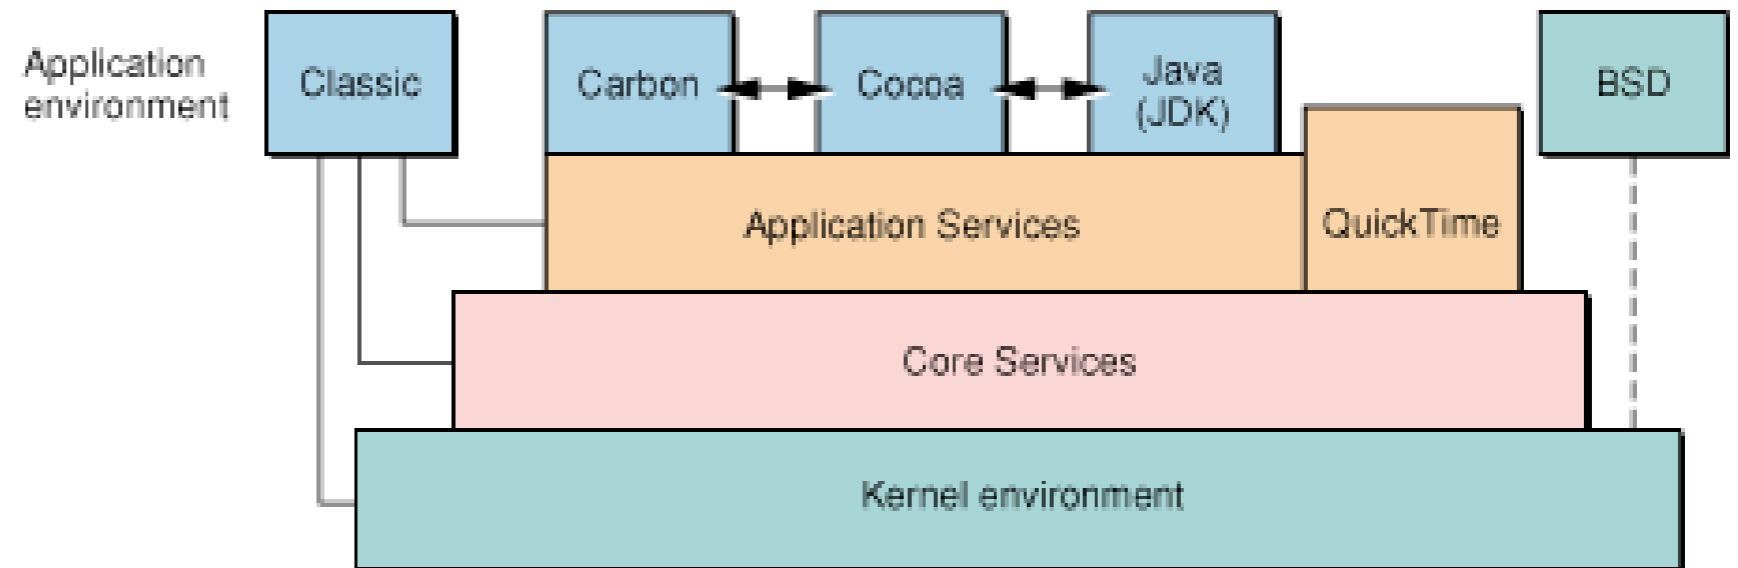 Application
environment
Classic
Carbon
Cocoa
Java
(JDK)
BSD
Application Services
QuickTime
Core Services
Kernel environment